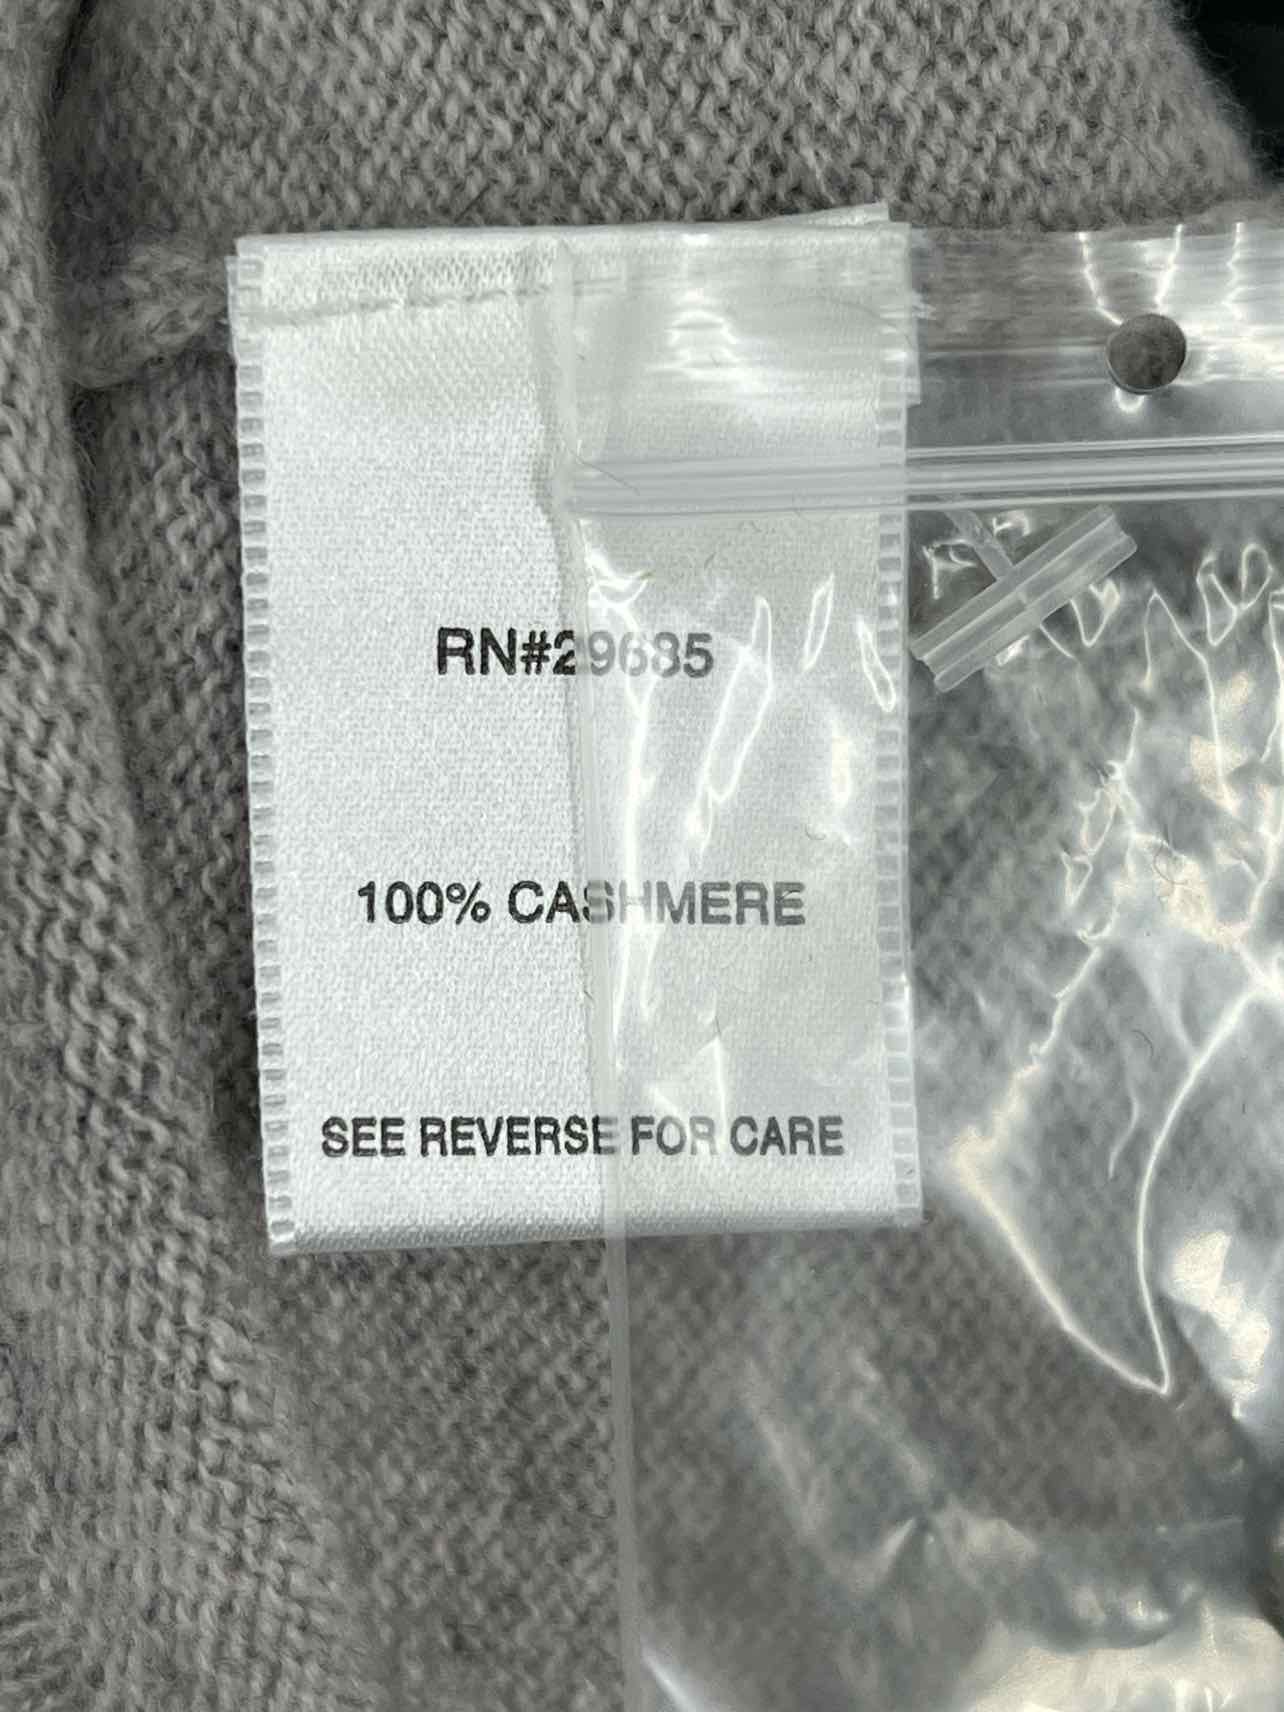 RN#29685
100% CASHMERE
SEE REVERSE FOR CARE